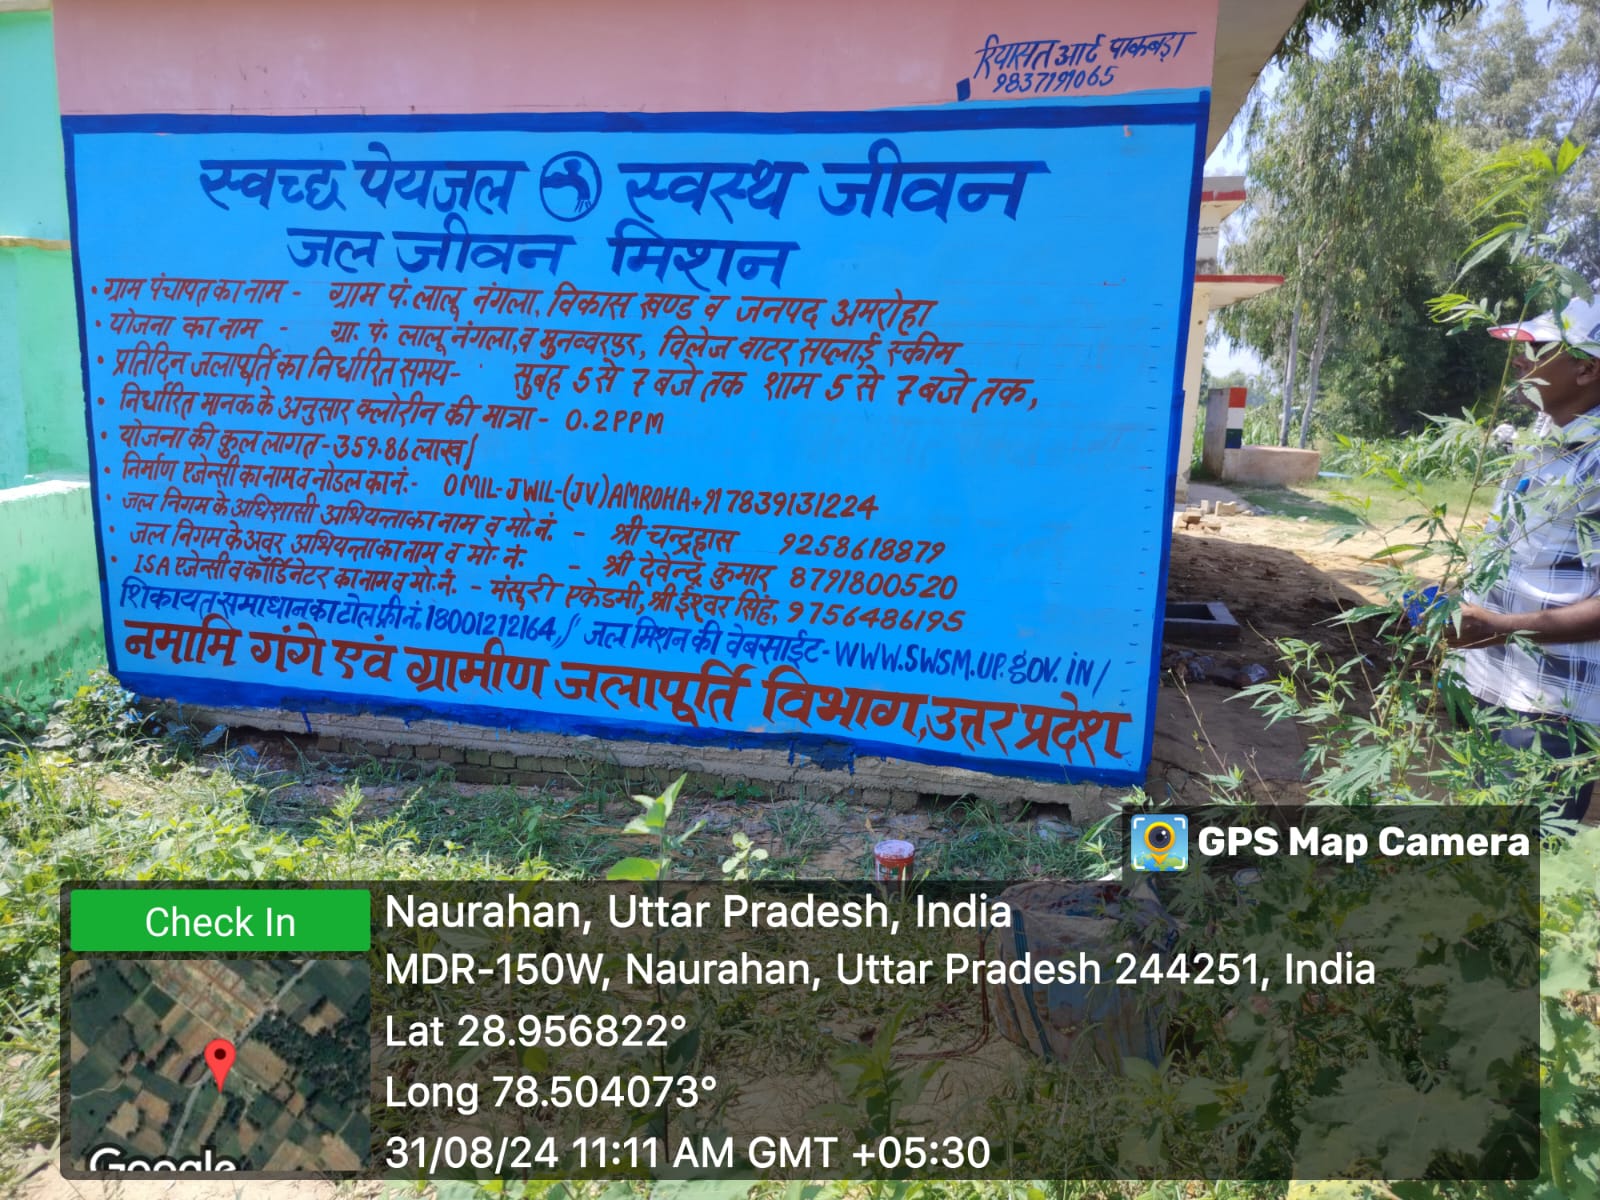 रियासत आर्ट पाकबड़ा
9837191065
स्वच्छ पेयजल स्वस्थ जीवन
जल जीवन मिशन
• ग्राम पंचायत का नाम - ग्राम पं. लालू नंगला, विकास खण्ड व जनपद अमरोहा
• योजना का नाम - ग्रा. पं. लालू नंगला, व मुनव्वरपुर, विलेज वाटर सप्लाई स्कीम
• प्रतिदिन जलापूर्ति का निर्धारित समय- सुबह 5 से 7 बजे तक शाम 5 से 7 बजे तक,
• निर्धारित मानक के अनुसार क्लोरीन की मात्रा - 0.2PPM
• योजना की कुल लागत - 359.86 लाख/
• निर्माण एजेन्सी का नाम व नोडल का नं.- OMIL-JWIL-(JV)AMROHA+91 7839131224
• जल निगम के अधिशासी अभियन्ता का नाम व मो. नं. - श्री चन्द्रहास 9258618879
• जल निगम के अवर अभियन्ता का नाम व मो. नं. - श्री देवेन्द्र कुमार 8791800520
• ISA एजेन्सी व कॉर्डिनेटर का नाम व मो. नं. - मंसूरी एकेडमी, श्री ईश्वर सिंह, 9756486195
शिकायत समाधान का टोल फ्री नं. 18001212164,// जल मिशन की वेबसाईट- WWW.SWSM.UP.gov.in/
नमामि गंगे एवं ग्रामीण जलापूर्ति विभाग, उत्तर प्रदेश
GPS Map Camera
Check In
Naurahan, Uttar Pradesh, India
MDR-150W, Naurahan, Uttar Pradesh 244251, India
Lat 28.956822°
Long 78.504073°
31/08/24 11:11 AM GMT +05:30
Google